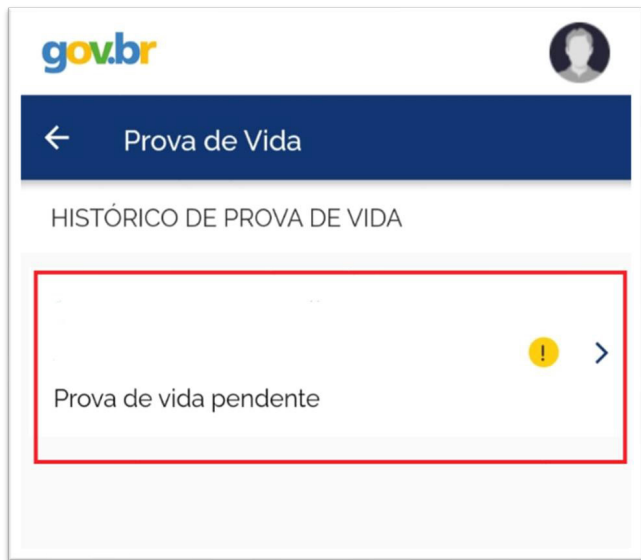 gov.br
Prova de Vida
HISTÓRICO DE PROVA DE VIDA
!
Prova de vida pendente